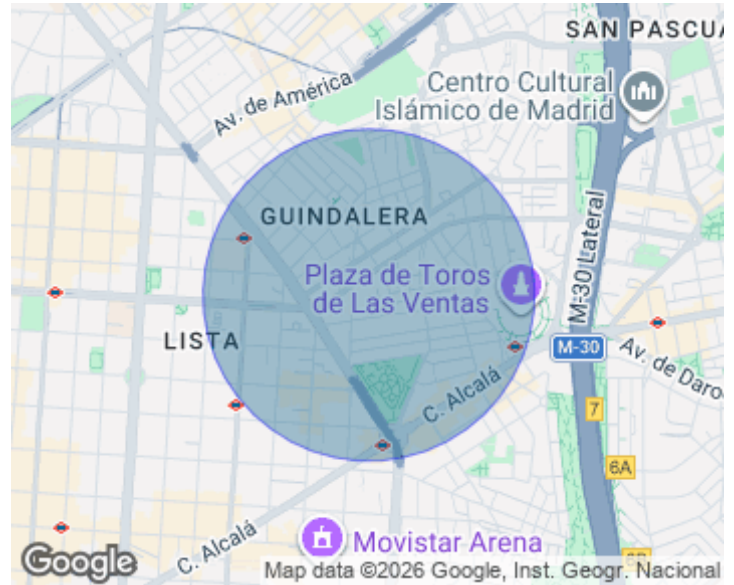 SAN PASCUA
Centro Cultural
Islámico de Madrid
Av. de América
GUINDALERA
Plaza de Toros
de Las Ventas
M-30 Lateral
LISTA
M-30
Av. de Daroc
C. Alcalá
7
6A
Movistar Arena
C. Alcalá
Google
Map data ©2026 Google, Inst. Geogr. Nacional